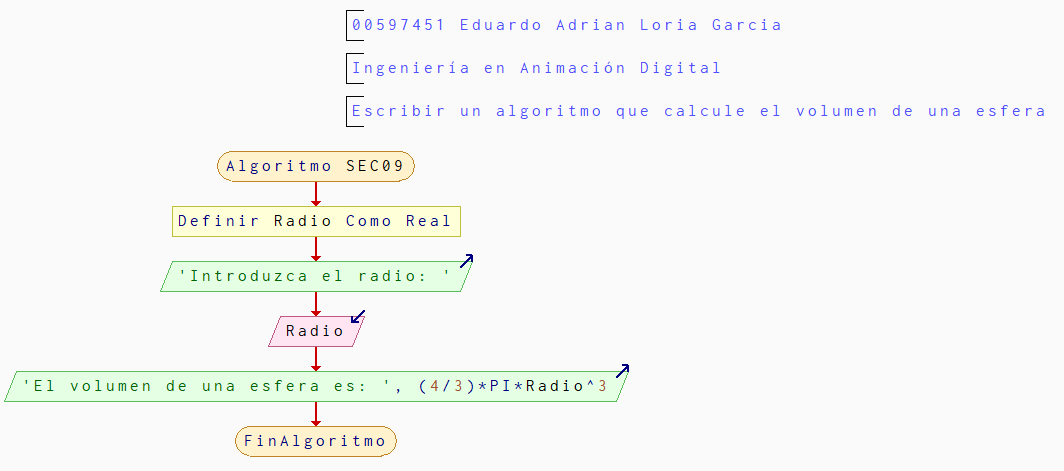 00597451 Eduardo Adrian Loria Garcia
Ingeniería en Animación Digital
Escribir un algoritmo que calcule el volumen de una esfera
Algoritmo SEC09
Definir Radio Como Real
'Introduzca el radio: '
Radio
'El volumen de una esfera es: ', (4/3)*PI*Radio^3
FinAlgoritmo